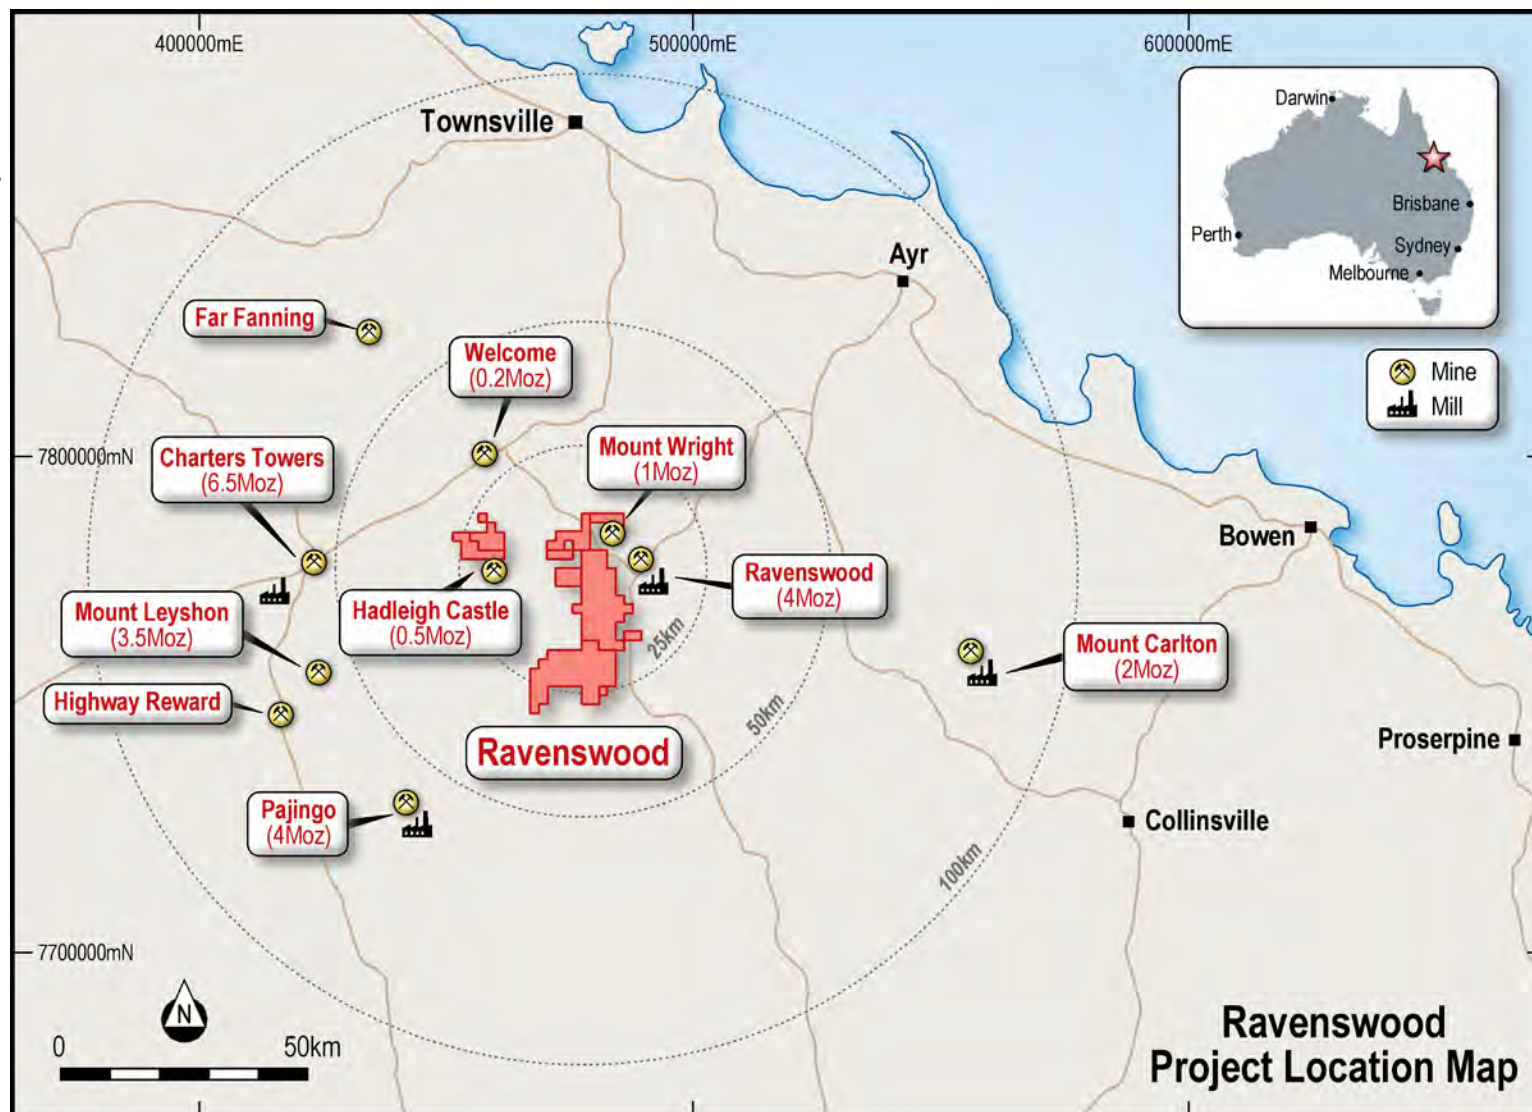 400000mE
500000mE
600000mE
Townsville
Darwin
Brisbane
Perth
Sydney
Melbourne
Ayr
Far Fanning
Welcome
(0.2Moz)
Mine
Mill
7800000mN
Charters Towers
(6.5Moz)
Mount Wright
(1Moz)
Bowen
Ravenswood
(4Moz)
Hadleigh Castle
(0.5Moz)
Mount Leyshon
(3.5Moz)
25km
Mount Carlton
(2Moz)
Highway Reward
50km
Ravenswood
Proserpine
Pajingo
(4Moz)
Collinsville
100km
7700000mN
N
0 50km
Ravenswood
Project Location Map